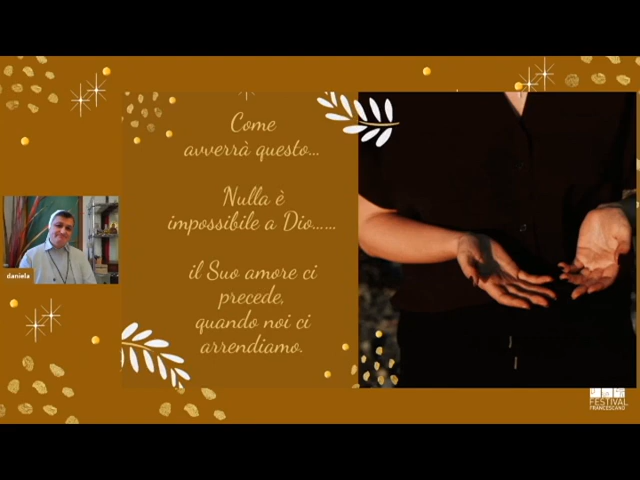 Come
avverrà questo...
Nulla è
impossibile a Dio......
il Suo amore ci
precede,
quando noi ci
arrendiamo.
daniela
FESTIVAL
FRANCESCANO